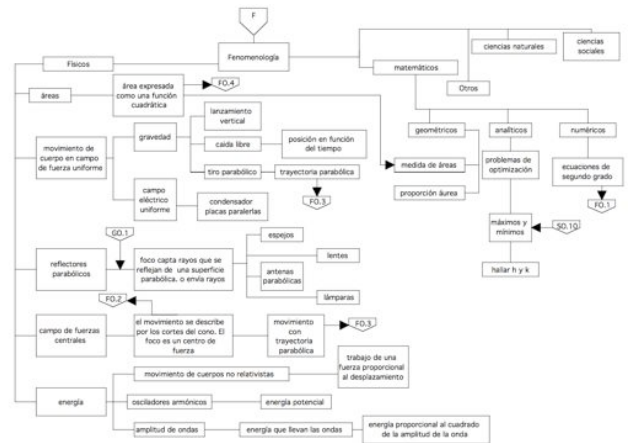 F
Fenomenología
Físicos
ciencias naturales
ciencias
sociales
matemáticos
Otros
áreas
área expresada
como una función
cuadrática
FO.4
geométricos
analíticos
numéricos
medida de áreas
proporción áurea
problemas de
optimización
ecuaciones de
segundo grado
FO.1
máximos y
mínimos
SO.10
hallar h y k
movimiento de
cuerpo en campo
de fuerza uniforme
gravedad
lanzamiento
vertical
caída libre
posición en función
del tiempo
tiro parabólico
trayectoria parabólica
FO.3
campo
eléctrico
uniforme
condensador
placas paralerlas
GO.1
reflectores
parabólicos
foco capta rayos que se
reflejan de una superficie
parabólica. o envía rayos
espejos
lentes
antenas
parabólicas
lámparas
FO.2
campo de fuerzas
centrales
el movimiento se describe
por los cortes del cono. El
foco es un centro de
fuerza
movimiento
con
trayectoria
parabólica
FO.3
energía
movimiento de cuerpos no relativistas
trabajo de una
fuerza proporcional
al desplazamiento
osciladores armónicos
energía potencial
amplitud de ondas
energía que llevan las ondas
energía proporcional al cuadrado
de la amplitud de la onda